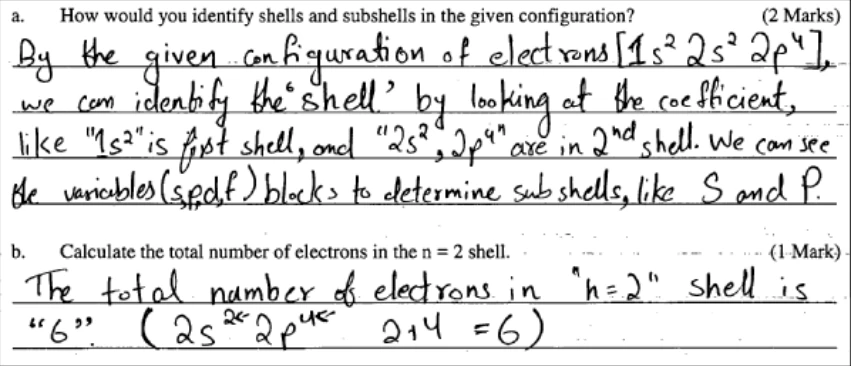 a. How would you identify shells and subshells in the given configuration? (2 Marks)
By the given configuration of electrons [1s² 2s² 2p⁴],
we can identify the "shell" by looking at the coefficient,
like "1s²" is first shell, and "2s², 2p⁴" are in 2nd shell. We can see
the variables (s,p,d,f) blocks to determine subshells, like S and P.
b. Calculate the total number of electrons in the n = 2 shell. (1 Mark)
The total number of electrons in "n=2" shell is
"6". (2s² 2p⁴ 2+4 =6)